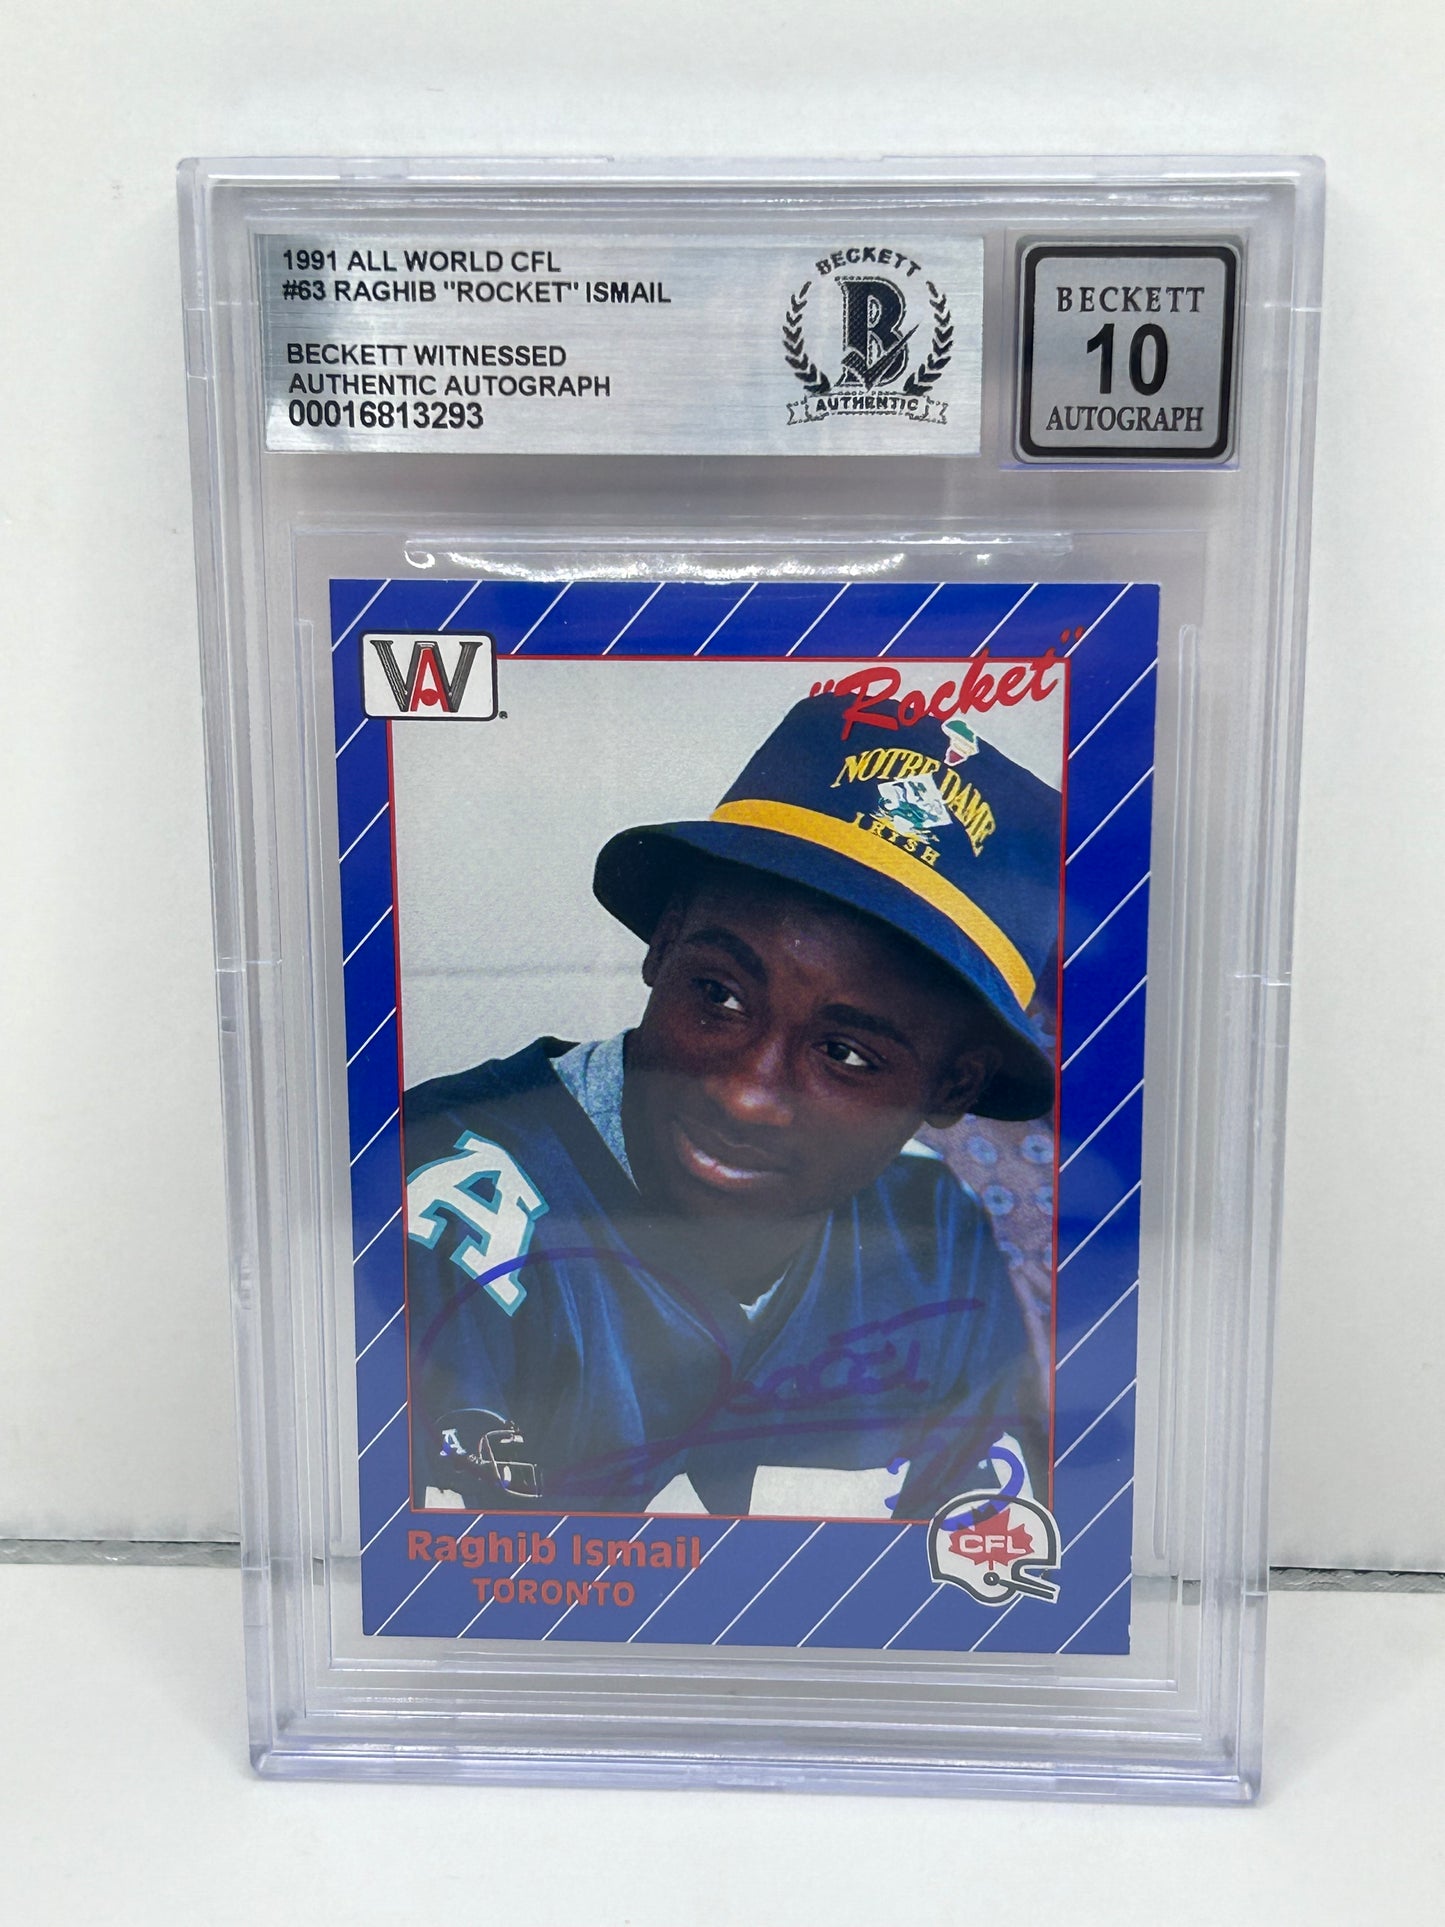 1991 ALL WORLD CFL
#63 RAGHIB "ROCKET" ISMAIL
BECKETT WITNESSED
AUTHENTIC AUTOGRAPH
00016813293
BECKETT
B
AUTHENTIC
BECKETT
10
AUTOGRAPH
WA
"Rocket"
NOTRE DAME
IRISH
A
A
Raghib Ismail
TORONTO
CFL